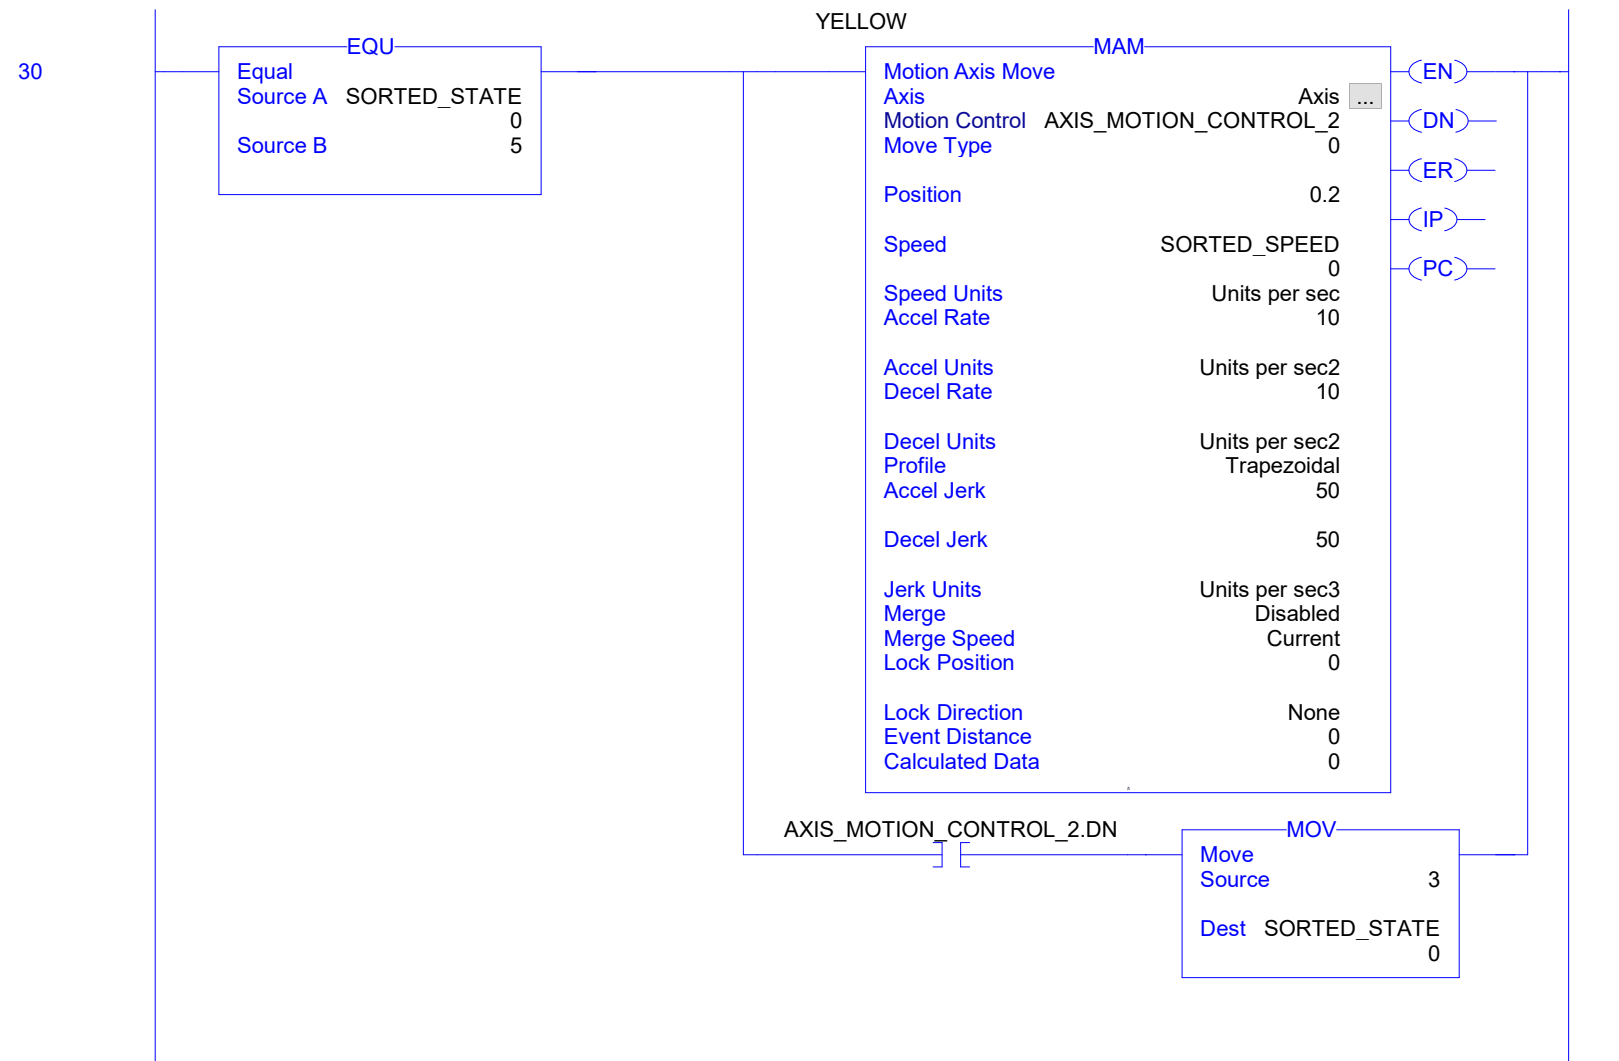 YELLOW
30
EQU
Equal
Source A SORTED_STATE
0
Source B 5
MAM
Motion Axis Move
Axis Axis ...
Motion Control AXIS_MOTION_CONTROL_2
Move Type 0
Position 0.2
Speed SORTED_SPEED
0
Speed Units Units per sec
Accel Rate 10
Accel Units Units per sec2
Decel Rate 10
Decel Units Units per sec2
Profile Trapezoidal
Accel Jerk 50
Decel Jerk 50
Jerk Units Units per sec3
Merge Disabled
Merge Speed Current
Lock Position 0
Lock Direction None
Event Distance 0
Calculated Data 0
EN
DN
ER
IP
PC
AXIS_MOTION_CONTROL_2.DN
MOV
Move
Source 3
Dest SORTED_STATE
0